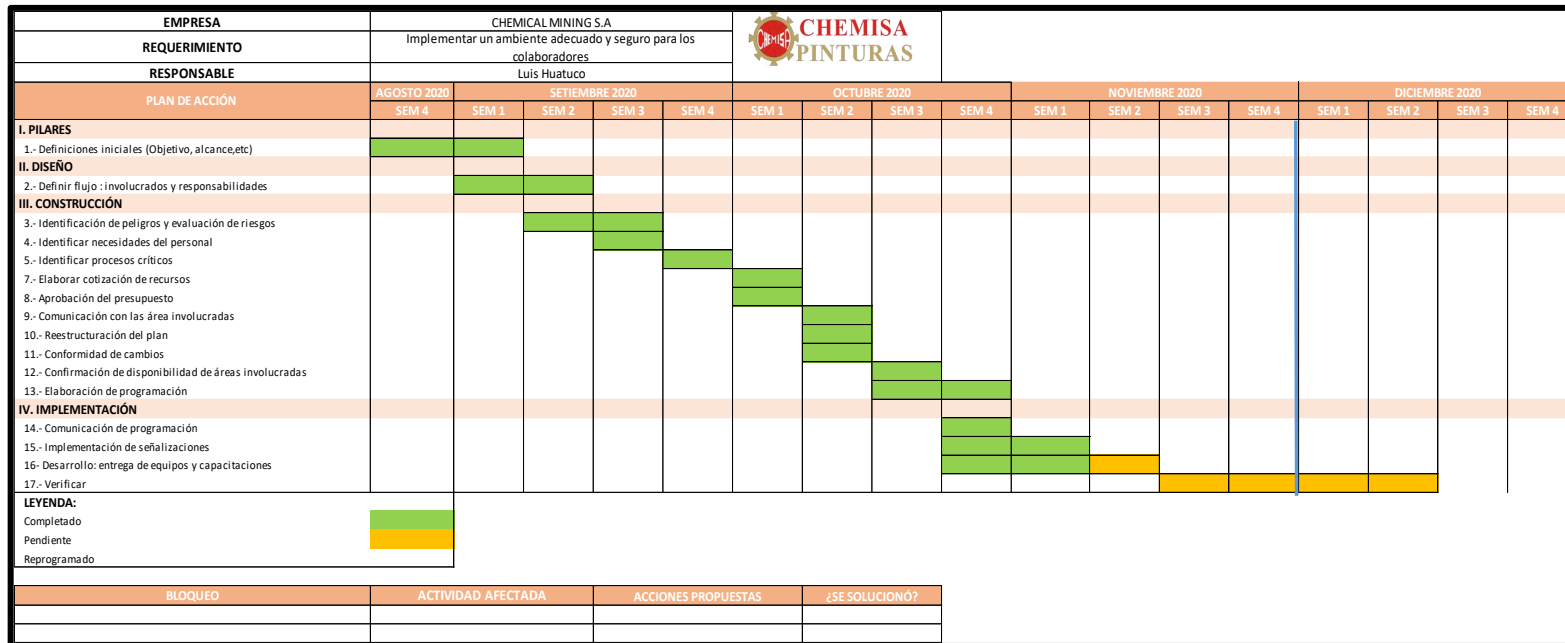 EMPRESA CHEMICAL MINING S.A
REQUERIMIENTO Implementar un ambiente adecuado y seguro para los colaboradores
RESPONSABLE Luis Huatuco
CHEMISA
CHEMISA
PINTURAS
PLAN DE ACCIÓN
AGOSTO 2020 SETIEMBRE 2020 OCTUBRE 2020 NOVIEMBRE 2020 DICIEMBRE 2020
SEM 4 SEM 1 SEM 2 SEM 3 SEM 4 SEM 1 SEM 2 SEM 3 SEM 4 SEM 1 SEM 2 SEM 3 SEM 4 SEM 1 SEM 2 SEM 3 SEM 4
I. PILARES
1.- Definiciones iniciales (Objetivo, alcance,etc)
II. DISEÑO
2.- Definir flujo : involucrados y responsabilidades
III. CONSTRUCCIÓN
3.- Identificación de peligros y evaluación de riesgos
4.- Identificar necesidades del personal
5.- Identificar procesos críticos
7.- Elaborar cotización de recursos
8.- Aprobación del presupuesto
9.- Comunicación con las área involucradas
10.- Reestructuración del plan
11.- Conformidad de cambios
12.- Confirmación de disponibilidad de áreas involucradas
13.- Elaboración de programación
IV. IMPLEMENTACIÓN
14.- Comunicación de programación
15.- Implementación de señalizaciones
16- Desarrollo: entrega de equipos y capacitaciones
17.- Verificar
LEYENDA:
Completado
Pendiente
Reprogramado
BLOQUEO ACTIVIDAD AFECTADA ACCIONES PROPUESTAS ¿SE SOLUCIONÓ?